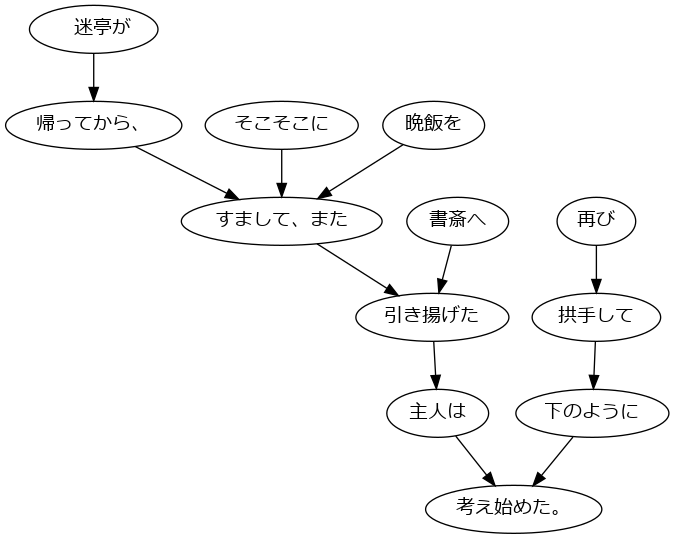 迷亭が
帰ってから、
そこそこに
晩飯を
すまして、また
書斎へ
再び
引き揚げた
拱手して
主人は
下のように
考え始めた。